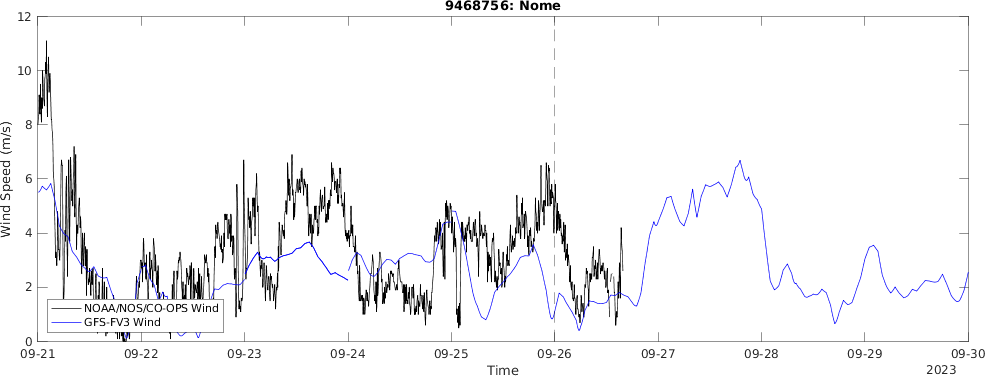 9468756: Nome
12
10
8
6
4
2
0
Wind Speed (m/s)
NOAA/NOS/CO-OPS Wind
GFS-FV3 Wind
09-21 09-22 09-23 09-24 09-25 09-26 09-27 09-28 09-29 09-30
Time
2023